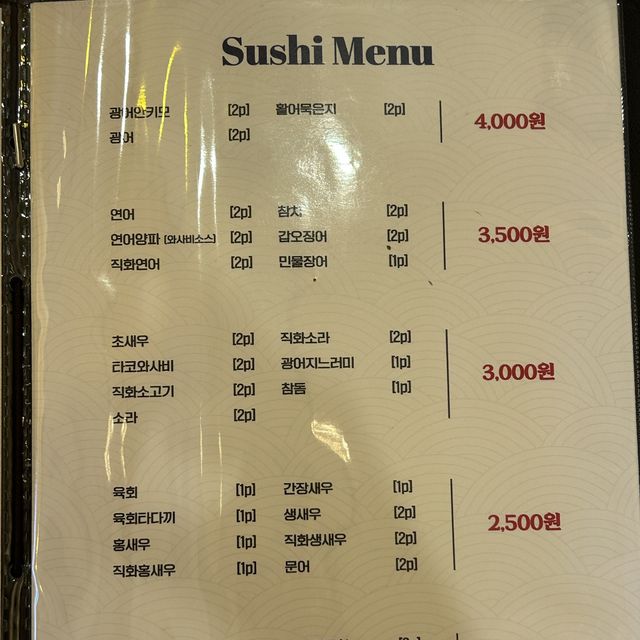 Sushi Menu
광어안키모 [2p] 활어묵은지 [2p]
광어 [2p]
4,000원
연어 [2p] 참치 [2p]
연어양파 [와사비소스] [2p] 갑오징어 [2p]
직화연어 [2p] 민물장어 [1p]
3,500원
초새우 [2p] 직화소라 [2p]
타코와사비 [2p] 광어지느러미 [1p]
직화소고기 [2p] 참돔 [1p]
소라 [2p]
3,000원
육회 [1p] 간장새우 [1p]
육회타다끼 [1p] 생새우 [2p]
홍새우 [1p] 직화생새우 [2p]
직화홍새우 [1p] 문어 [2p]
2,500원